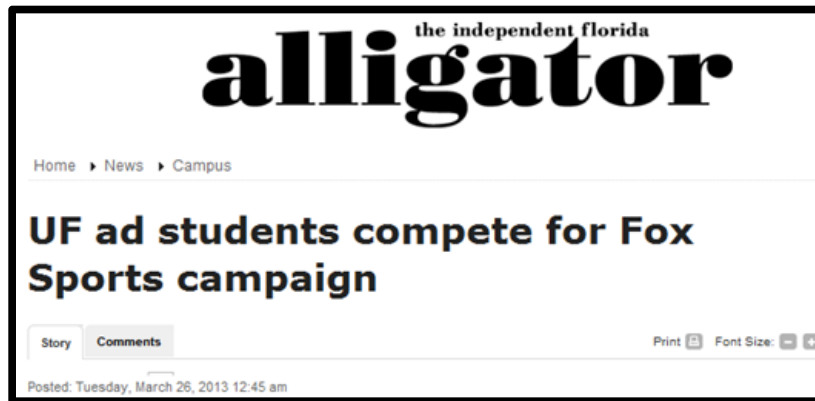 the independent florida
alligator
Home News Campus
UF ad students compete for Fox
Sports campaign
Story Comments Print Font Size:
Posted: Tuesday, March 26, 2013 12:45 am